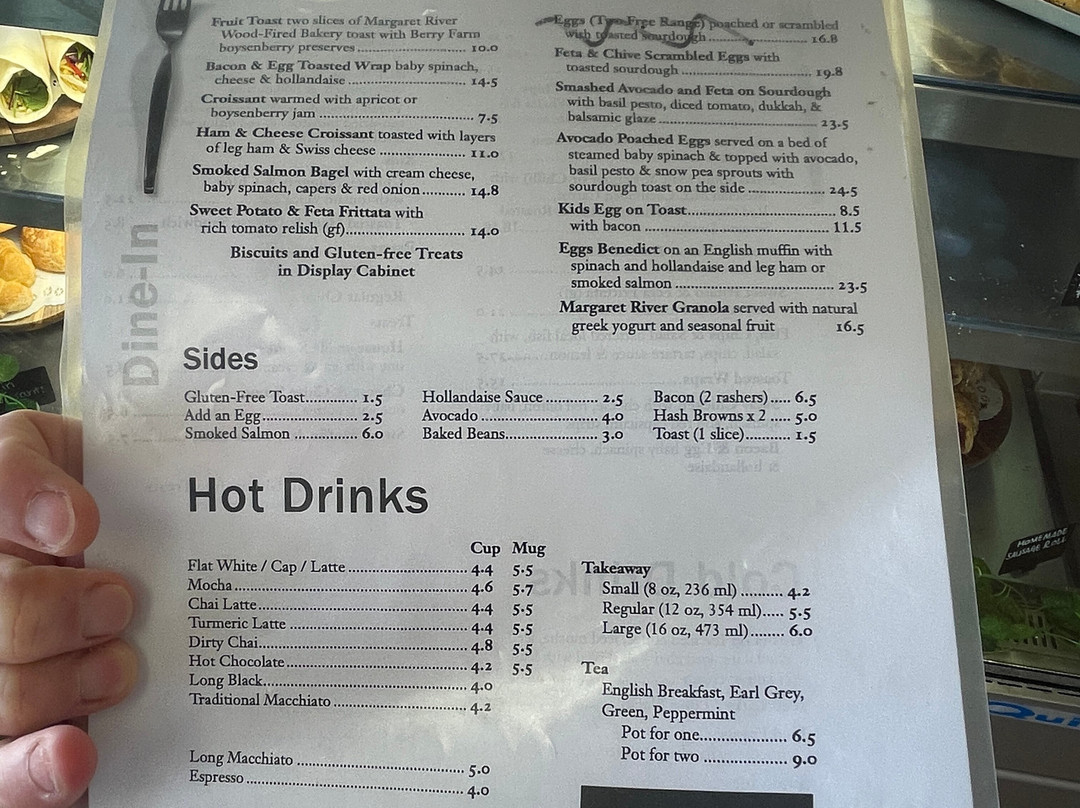 Dine-In
Fruit Toast two slices of Margaret River
Wood-Fired Bakery toast with Berry Farm
boysenberry preserves ........ 10.0
Bacon & Egg Toasted Wrap baby spinach,
cheese & hollandaise ........ 14.5
Croissant warmed with apricot or
boysenberry jam ........ 7.5
Ham & Cheese Croissant toasted with layers
of leg ham & Swiss cheese ........ 11.0
Smoked Salmon Bagel with cream cheese,
baby spinach, capers & red onion ........ 14.8
Sweet Potato & Feta Frittata with
rich tomato relish (gf) ........ 14.0
Biscuits and Gluten-free Treats
in Display Cabinet
Eggs (Two Free Range) poached or scrambled
with toasted sourdough ........ 16.8
Feta & Chive Scrambled Eggs with
toasted sourdough ........ 19.8
Smashed Avocado and Feta on Sourdough
with basil pesto, diced tomato, dukkah, &
balsamic glaze ........ 23.5
Avocado Poached Eggs served on a bed of
steamed baby spinach & topped with avocado,
basil pesto & snow pea sprouts with
sourdough toast on the side ........ 24.5
Kids Egg on Toast ........ 8.5
with bacon ........ 11.5
Eggs Benedict on an English muffin with
spinach and hollandaise and leg ham or
smoked salmon ........ 23.5
Margaret River Granola served with natural
greek yogurt and seasonal fruit 16.5
Sides
Gluten-Free Toast ........ 1.5
Add an Egg ........ 2.5
Smoked Salmon ........ 6.0
Hollandaise Sauce ........ 2.5
Avocado ........ 4.0
Baked Beans ........ 3.0
Bacon (2 rashers) ..... 6.5
Hash Browns x 2 ..... 5.0
Toast (1 slice) ........ 1.5
Hot Drinks
Cup Mug
Flat White / Cap / Latte ........ 4.4 5.5
Mocha ........ 4.6 5.7
Chai Latte ........ 4.4 5.5
Turmeric Latte ........ 4.4 5.5
Dirty Chai ........ 4.8 5.5
Hot Chocolate ........ 4.2 5.5
Long Black ........ 4.0
Traditional Macchiato ........ 4.2
Long Macchiato ........ 5.0
Espresso ........ 4.0
Takeaway
Small (8 oz, 236 ml) ........ 4.2
Regular (12 oz, 354 ml) ..... 5.5
Large (16 oz, 473 ml) ........ 6.0
Tea
English Breakfast, Earl Grey,
Green, Peppermint
Pot for one ........ 6.5
Pot for two ........ 9.0
HOMEMADE
SAUSAGE ROLL